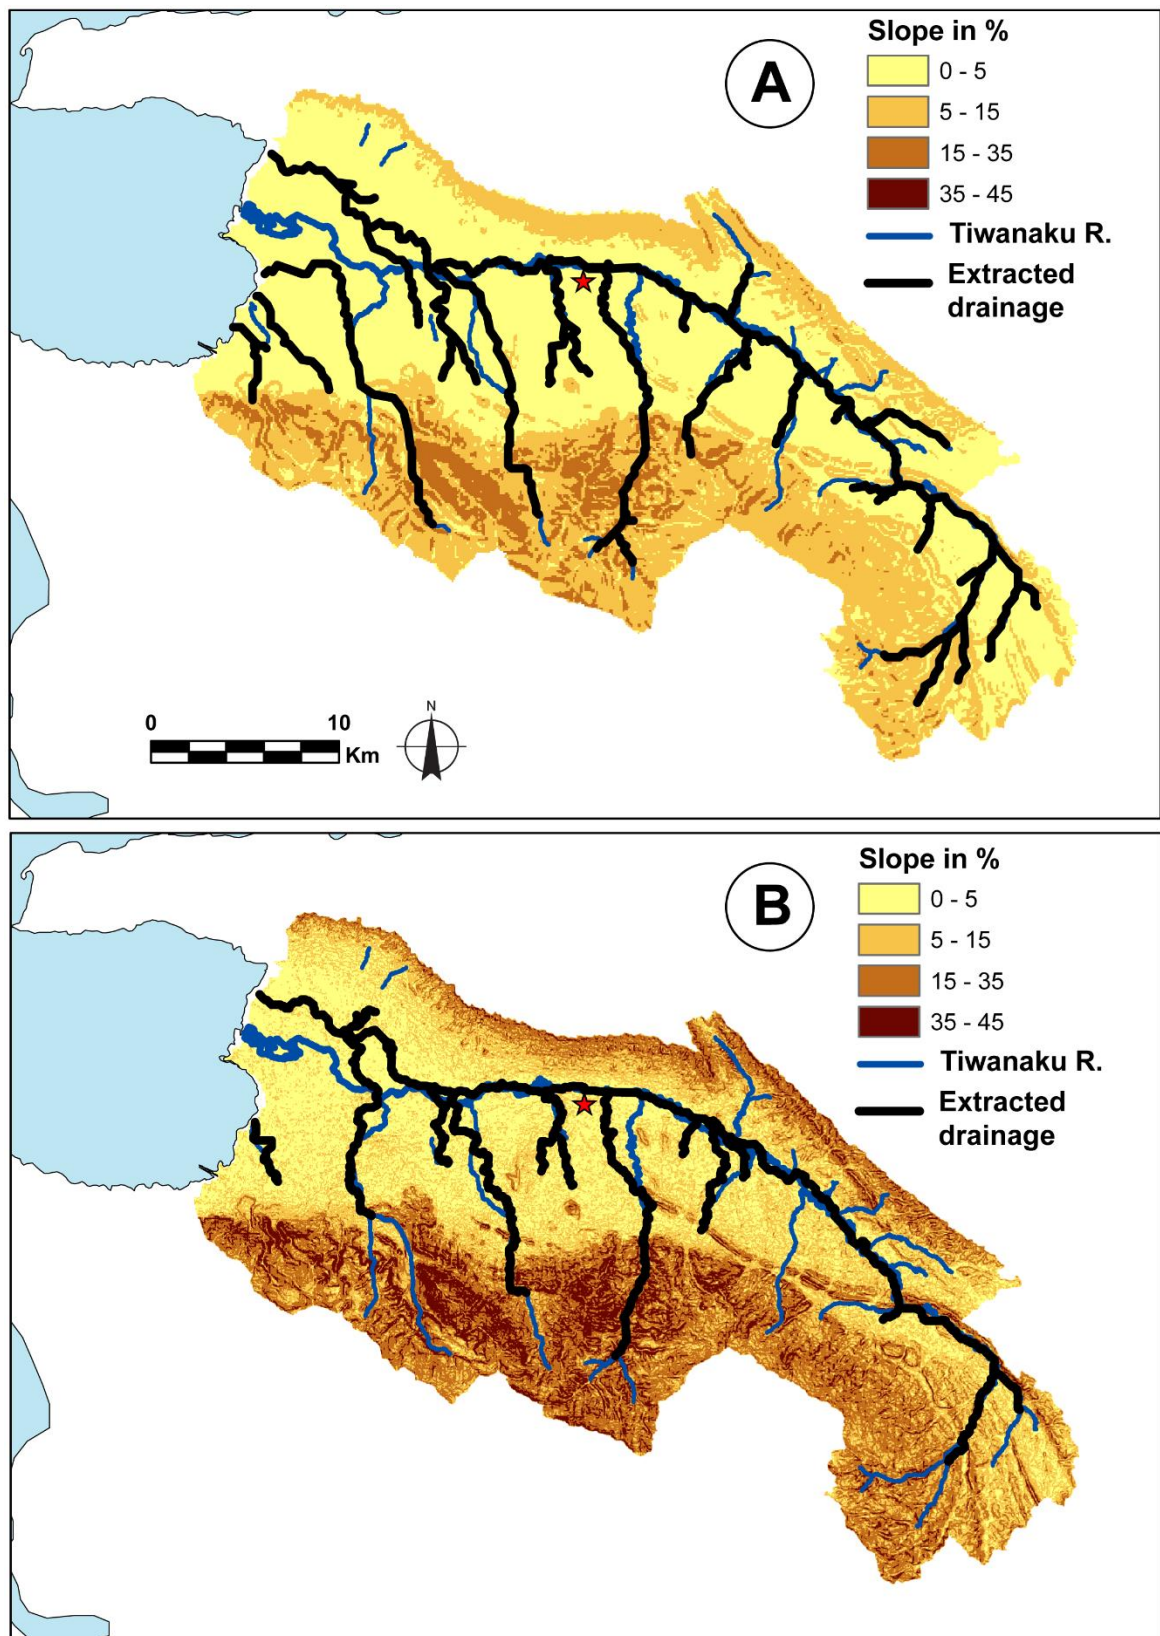 A
Slope in %
0 - 5
5 - 15
15 - 35
35 - 45
Tiwanaku R.
Extracted
drainage
0 10
Km
N
B
Slope in %
0 - 5
5 - 15
15 - 35
35 - 45
Tiwanaku R.
Extracted
drainage